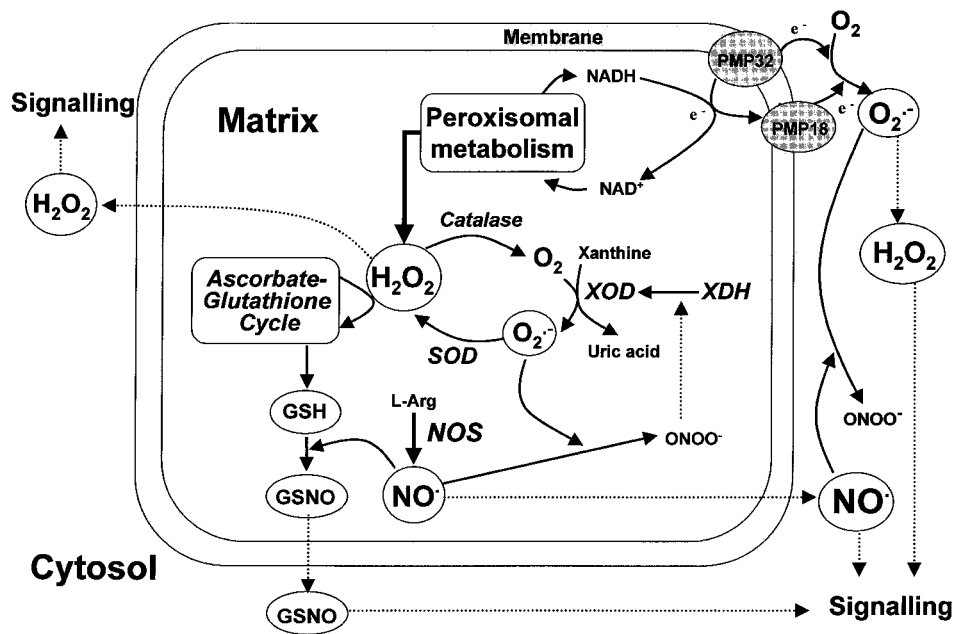 Membrane
e-
O2
PMP32
NADH
Signalling
Matrix
Peroxisomal
metabolism
e-
PMP18
e-
O2·-
NAD+
H2O2
Catalase
H2O2
Ascorbate-
Glutathione
Cycle
H2O2
O2
Xanthine
XOD
XDH
SOD
O2·-
Uric acid
L-Arg
GSH
NOS
ONOO-
ONOO-
GSNO
NO·
NO·
Cytosol
GSNO
Signalling